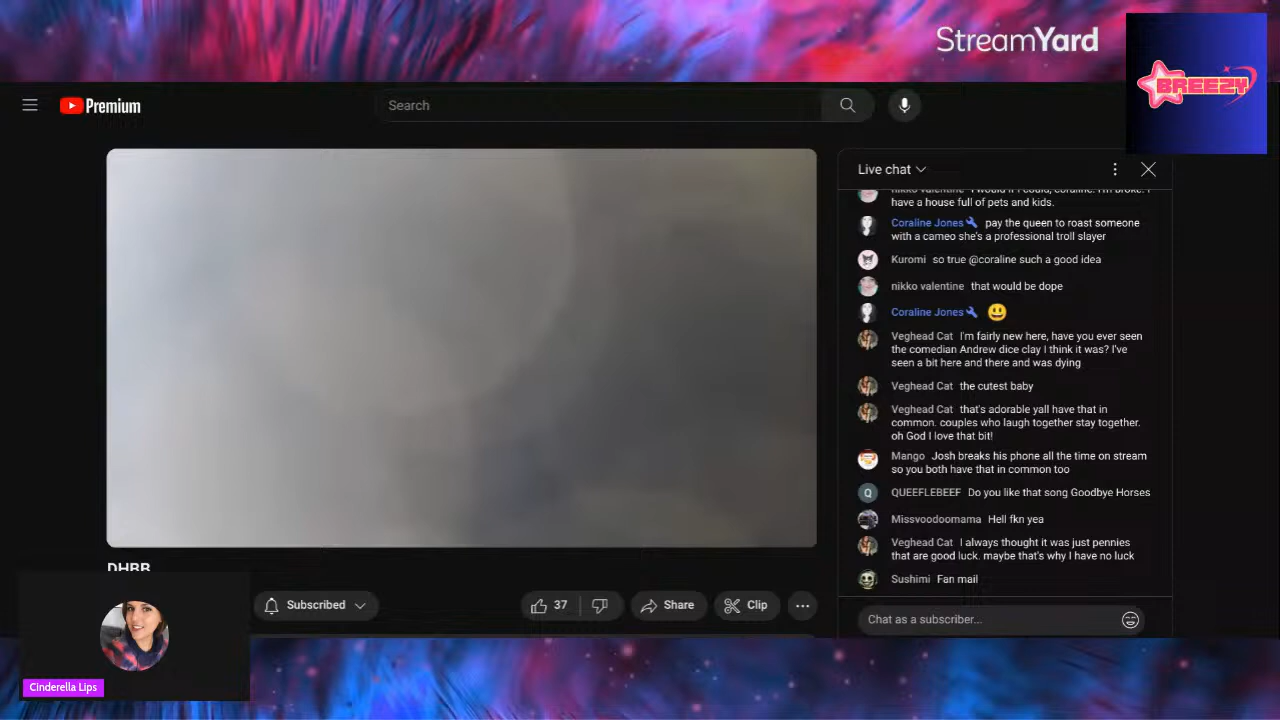 StreamYard
BREEZY
Premium
Search
Live chat
nikko valentine I would if I could, coraline. I'm broke. I
have a house full of pets and kids.
Coraline Jones pay the queen to roast someone
with a cameo she's a professional troll slayer
Kuromi so true @coraline such a good idea
nikko valentine that would be dope
Coraline Jones 😃
Veghead Cat I'm fairly new here, have you ever seen
the comedian Andrew dice clay I think it was? I've
seen a bit here and there and was dying
Veghead Cat the cutest baby
Veghead Cat that's adorable yall have that in
common. couples who laugh together stay together.
oh God I love that bit!
Mango Josh breaks his phone all the time on stream
so you both have that in common too
Q QUEEFLEBEEF Do you like that song Goodbye Horses
Missvoodoomama Hell fkn yea
Veghead Cat I always thought it was just pennies
that are good luck. maybe that's why I have no luck
Sushimi Fan mail
Chat as a subscriber...
DHBB
Subscribed
37
Share
Clip
Cinderella Lips